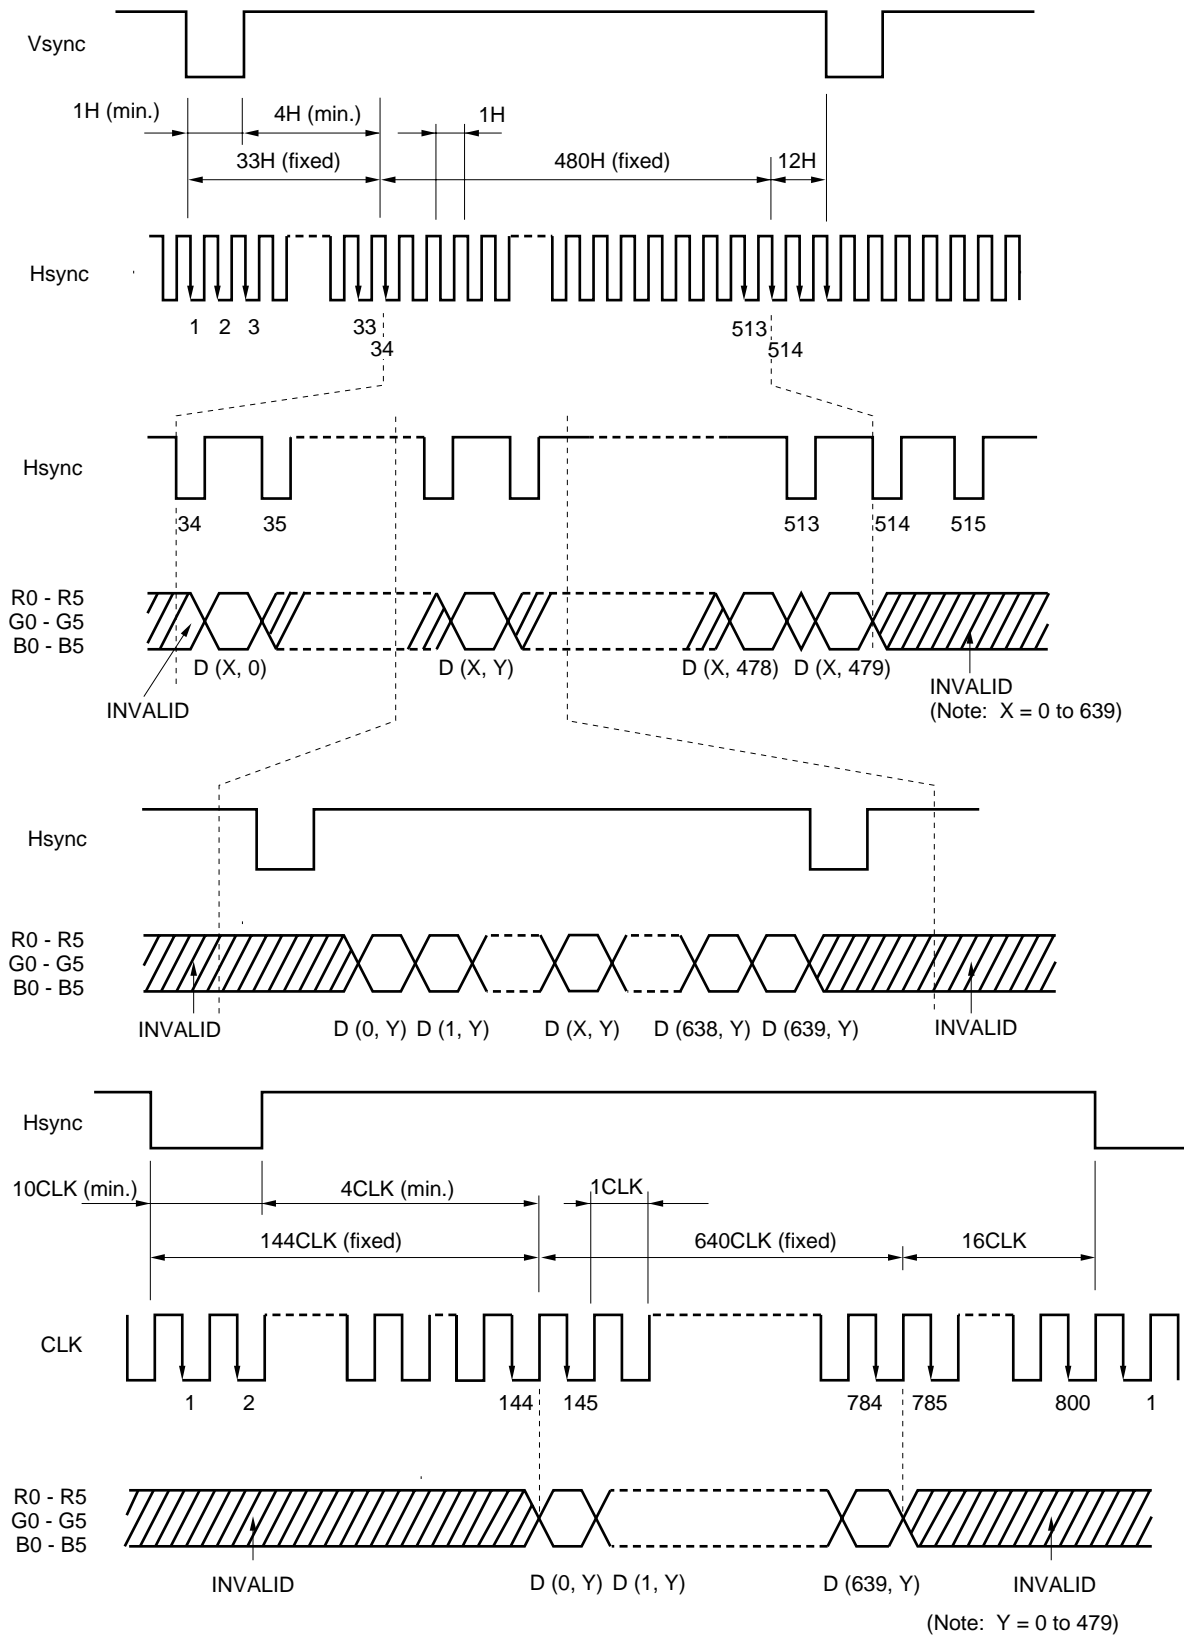 Vsync
1H (min.)
4H (min.)
1H
33H (fixed)
480H (fixed)
12H
Hsync
1
2
3
33
34
513
514
Hsync
34
35
513
514
515
R0 - R5
G0 - G5
B0 - B5
D (X, 0)
D (X, Y)
D (X, 478)
D (X, 479)
INVALID
INVALID
(Note: X = 0 to 639)
Hsync
R0 - R5
G0 - G5
B0 - B5
INVALID
D (0, Y)
D (1, Y)
D (X, Y)
D (638, Y)
D (639, Y)
INVALID
Hsync
10CLK (min.)
4CLK (min.)
1CLK
144CLK (fixed)
640CLK (fixed)
16CLK
CLK
1
2
144
145
784
785
800
1
R0 - R5
G0 - G5
B0 - B5
INVALID
D (0, Y)
D (1, Y)
D (639, Y)
INVALID
(Note: Y = 0 to 479)